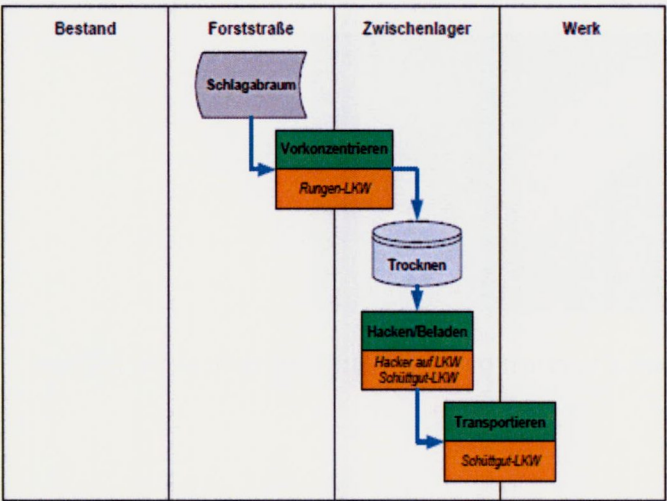 Bestand
Forststraße
Zwischenlager
Werk
Schlagabraum
Vorkonzentrieren
Rungen-LKW
Trocknen
Hacken/Beladen
Hacker auf LKW
Schüttgut-LKW
Transportieren
Schüttgut-LKW